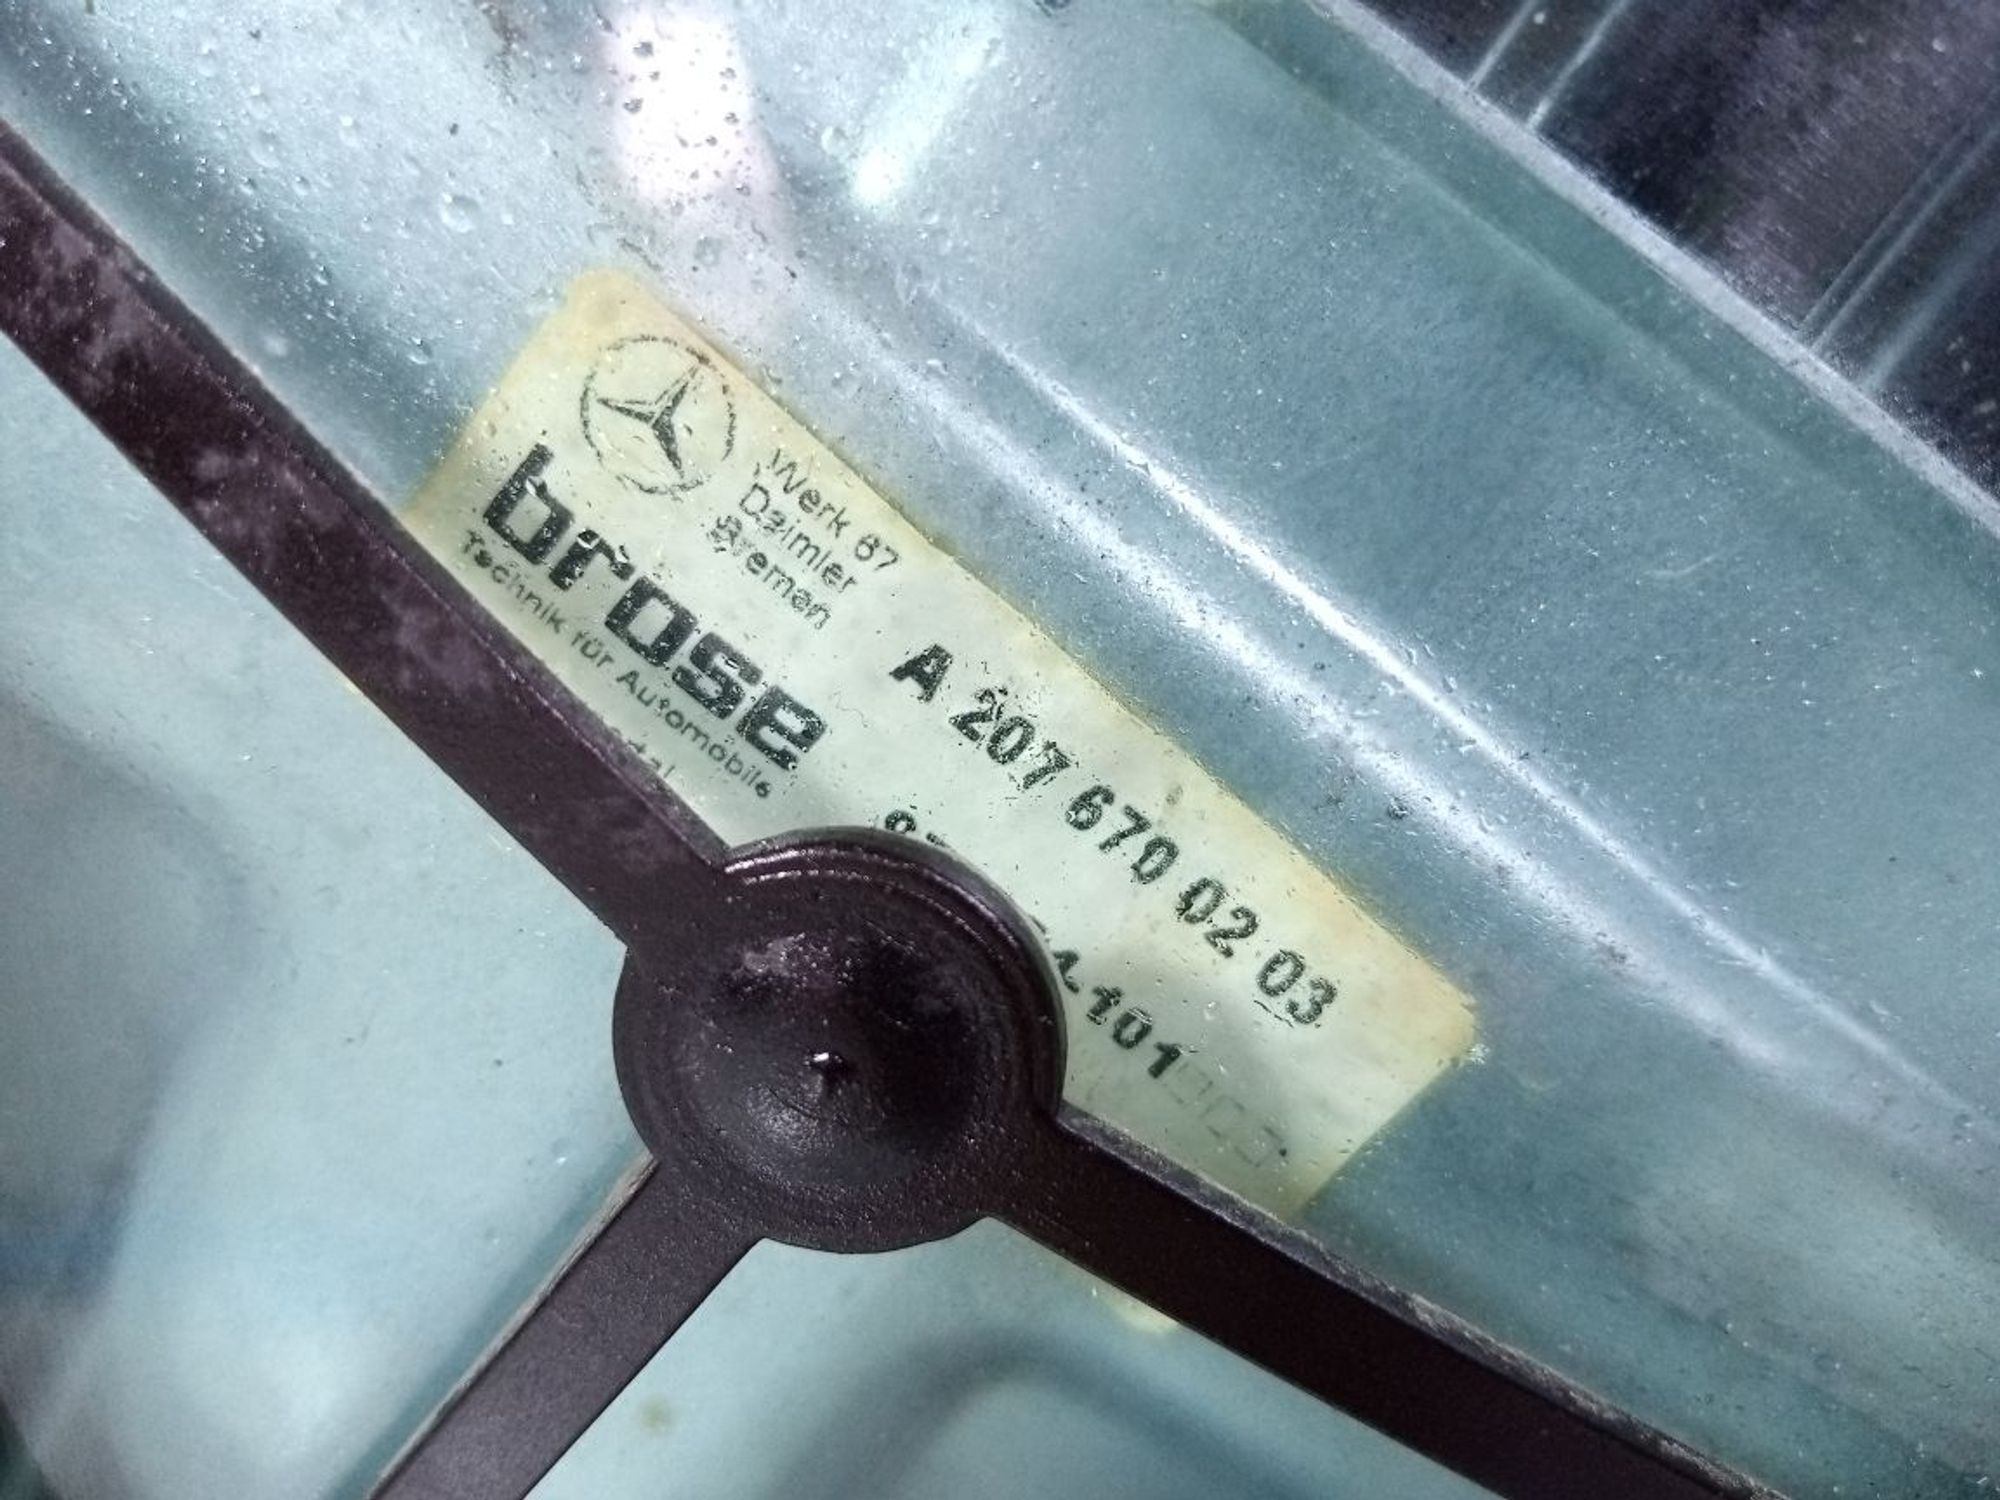 Werk 67
Daimler
Bremen
brose
Technik für Automobile
A 207 670 02 03